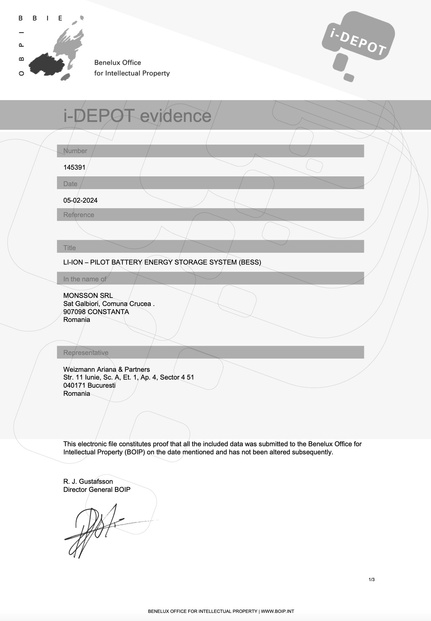 B B I E
O B P I
Benelux Office
for Intellectual Property
i-DEPOT
i-DEPOT evidence
Number
145391
Date
05-02-2024
Reference
Title
LI-ION – PILOT BATTERY ENERGY STORAGE SYSTEM (BESS)
In the name of
MONSSON SRL
Sat Galbiori, Comuna Crucea .
907098 CONSTANTA
Romania
Representative
Weizmann Ariana & Partners
Str. 11 Iunie, Sc. A, Et. 1, Ap. 4, Sector 4 51
040171 Bucuresti
Romania
This electronic file constitutes proof that all the included data was submitted to the Benelux Office for
Intellectual Property (BOIP) on the date mentioned and has not been altered subsequently.
R. J. Gustafsson
Director General BOIP
1/3
BENELUX OFFICE FOR INTELLECTUAL PROPERTY | WWW.BOIP.INT